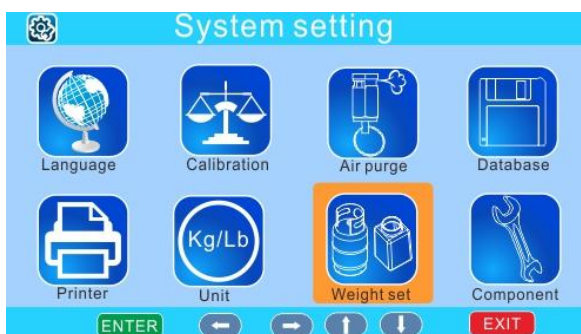 System setting
Language Calibration Air purge Database
Kg/Lb
Printer Unit Weight set Component
ENTER EXIT